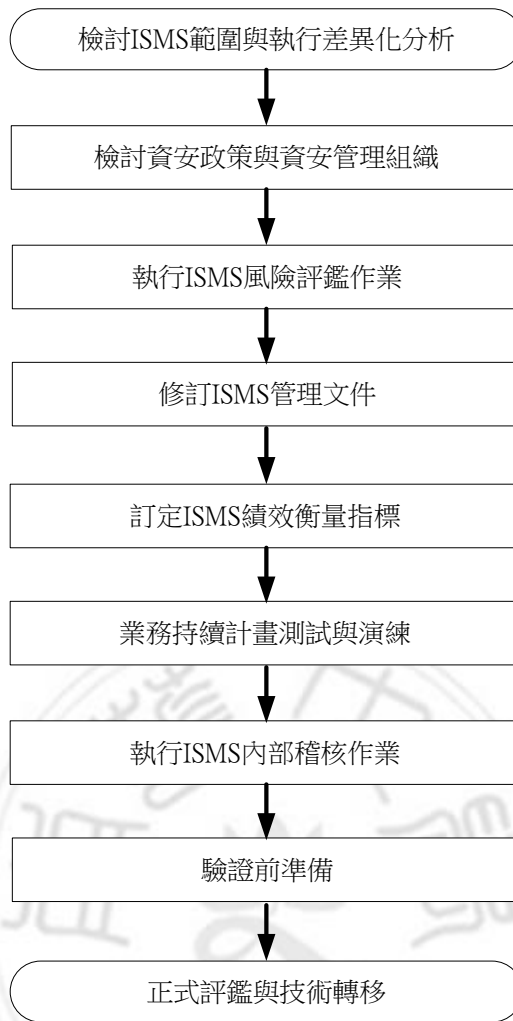 檢討ISMS範圍與執行差異化分析
檢討資安政策與資安管理組織
執行ISMS風險評鑑作業
修訂ISMS管理文件
訂定ISMS績效衡量指標
業務持續計畫測試與演練
執行ISMS內部稽核作業
驗證前準備
正式評鑑與技術轉移